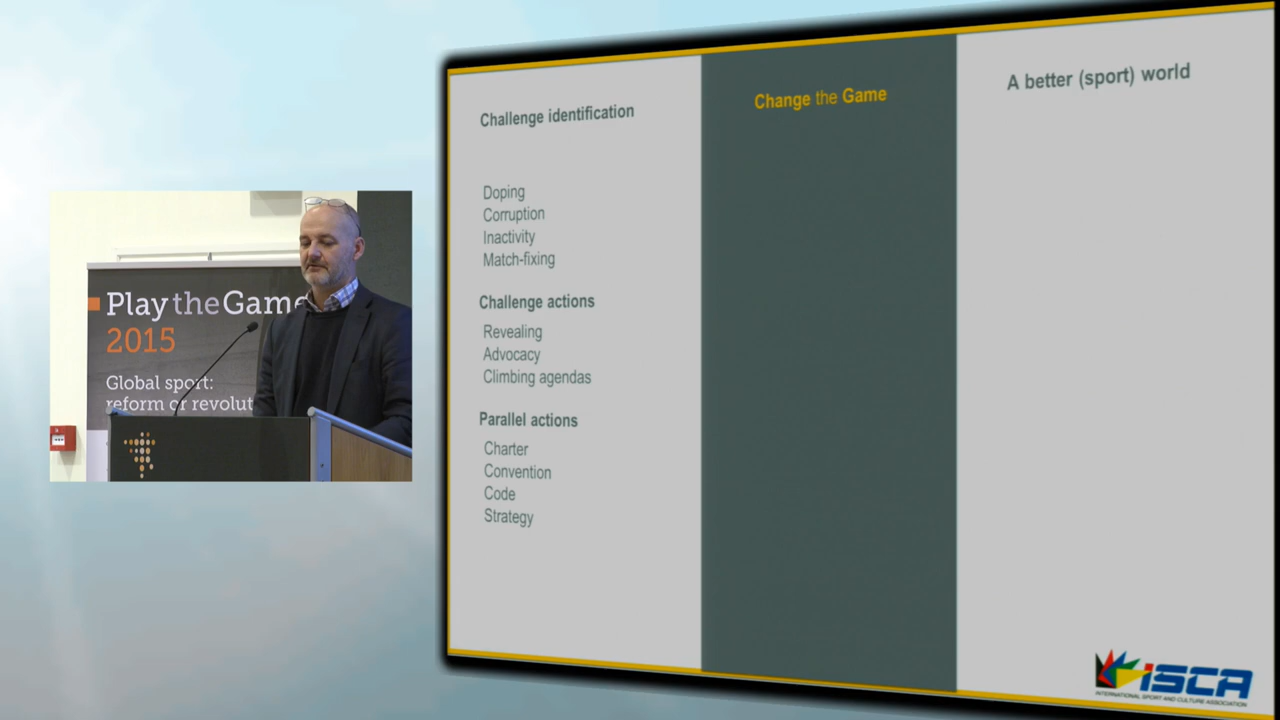 Play the Game
2015
Global sport:
reform or revolut
Challenge identification
Doping
Corruption
Inactivity
Match-fixing
Challenge actions
Revealing
Advocacy
Climbing agendas
Parallel actions
Charter
Convention
Code
Strategy
Change the Game
A better (sport) world
ISCA
INTERNATIONAL SPORT AND CULTURE ASSOCIATION